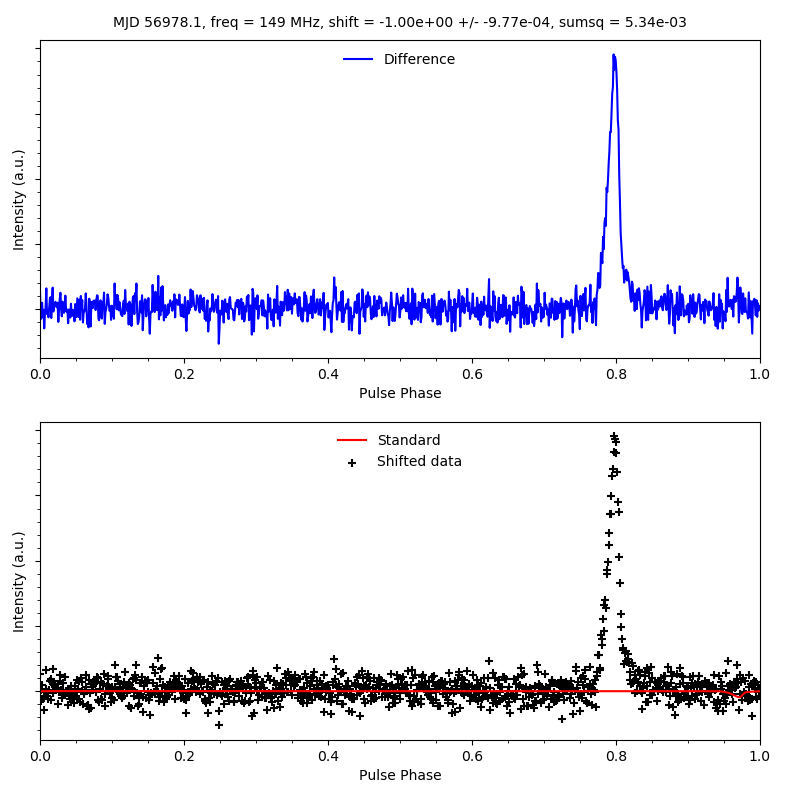 MJD 56978.1, freq = 149 MHz, shift = -1.00e+00 +/- -9.77e-04, sumsq = 5.34e-03
Difference
Intensity (a.u.)
0.0 0.2 0.4 0.6 0.8 1.0
Pulse Phase
Standard
Shifted data
Intensity (a.u.)
0.0 0.2 0.4 0.6 0.8 1.0
Pulse Phase